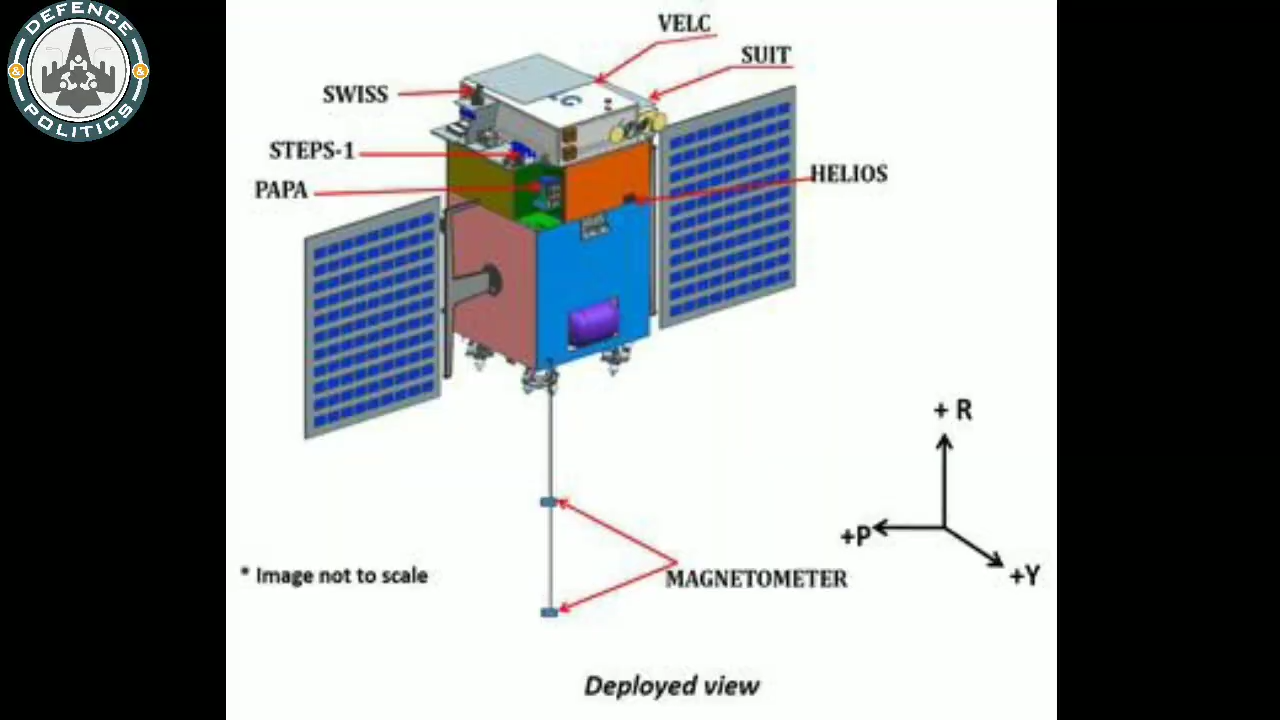 DEFENCE
&
&
POLITICS
VELC
SUIT
SWISS
STEPS-1
PAPA
HELIOS
G
+ R
+P
+Y
* Image not to scale
MAGNETOMETER
Deployed view